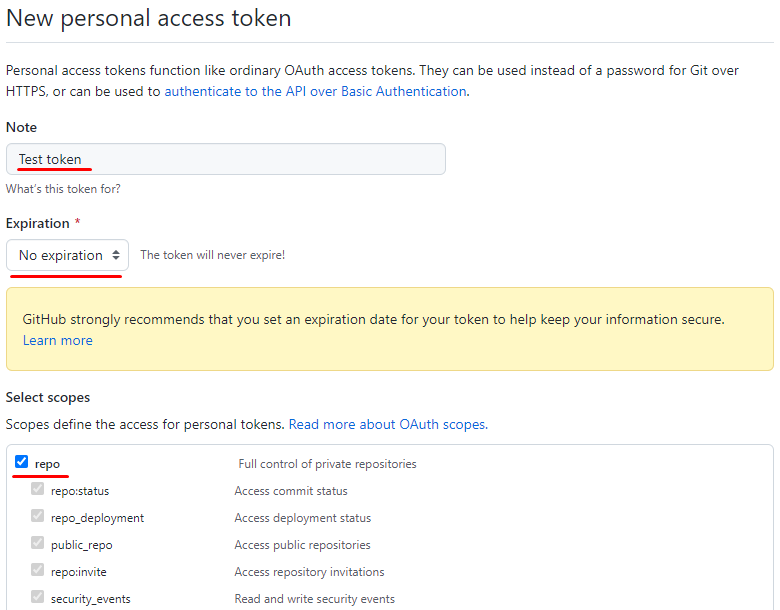 New personal access token
Personal access tokens function like ordinary OAuth access tokens. They can be used instead of a password for Git over
HTTPS, or can be used to authenticate to the API over Basic Authentication.
Note
Test token
What's this token for?
Expiration *
No expiration The token will never expire!
GitHub strongly recommends that you set an expiration date for your token to help keep your information secure.
Learn more
Select scopes
Scopes define the access for personal tokens. Read more about OAuth scopes.
repo Full control of private repositories
repo:status Access commit status
repo_deployment Access deployment status
public_repo Access public repositories
repo:invite Access repository invitations
security_events Read and write security events